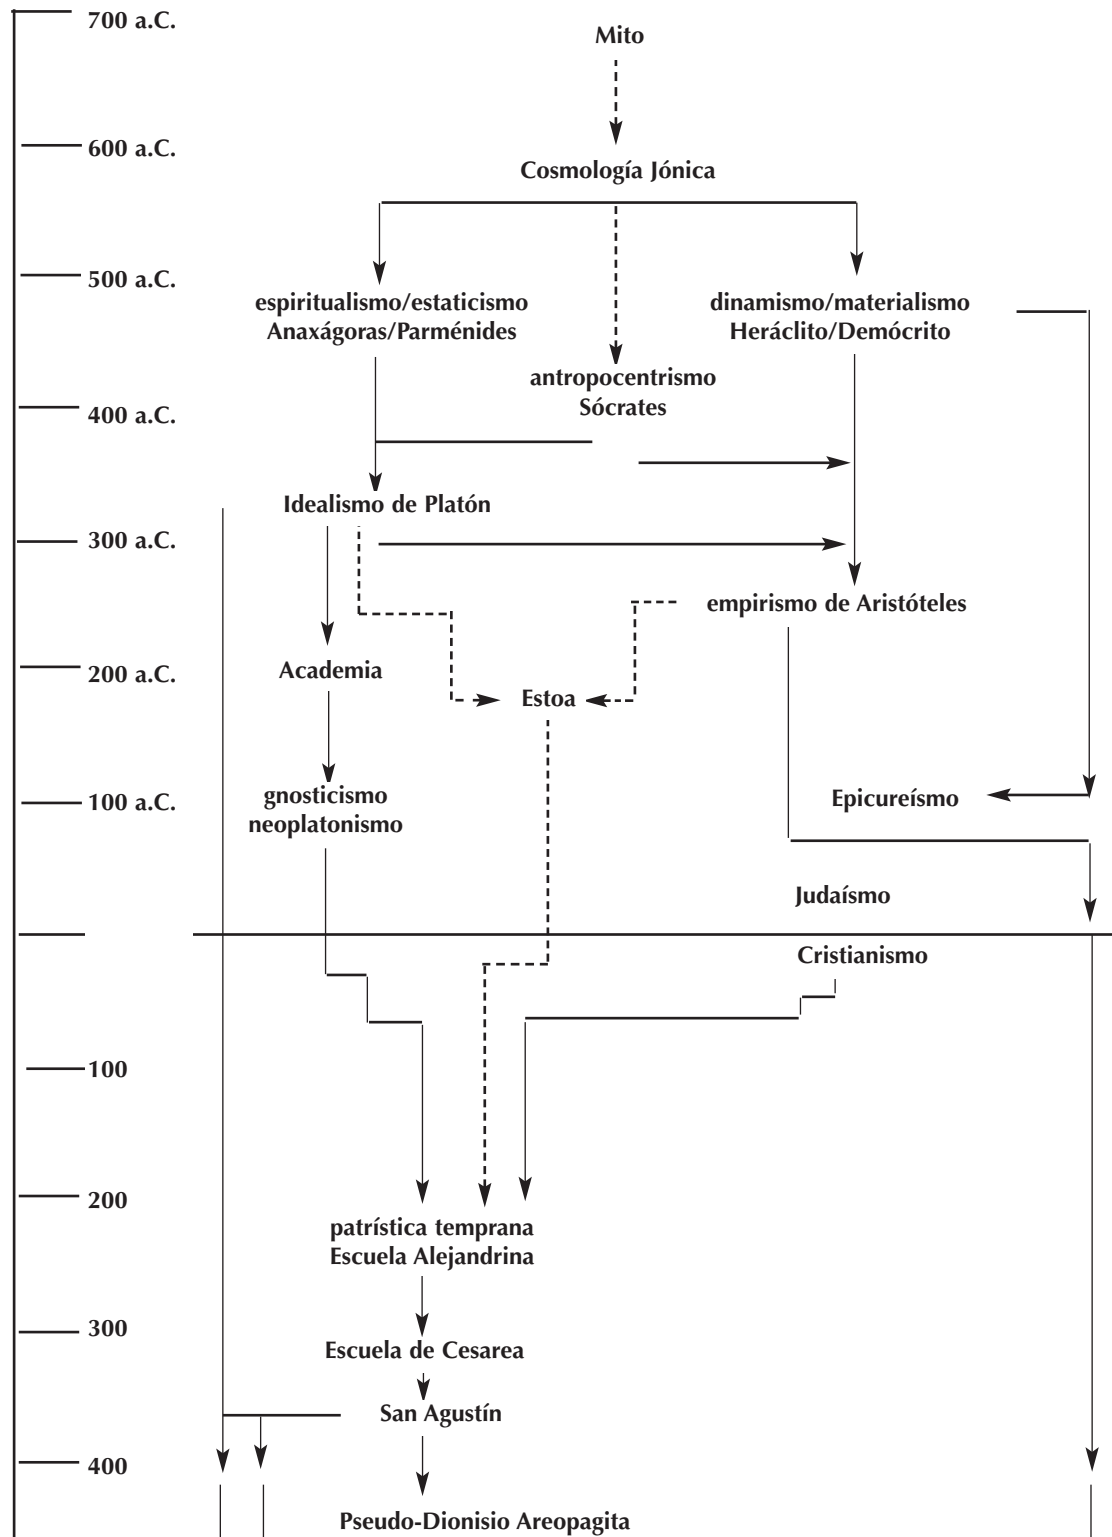 700 a.C.
Mito
600 a.C.
Cosmología Jónica
500 a.C.
espiritualismo/estaticismo
Anaxágoras/Parménides
dinamismo/materialismo
Heráclito/Demócrito
antropocentrismo
Sócrates
400 a.C.
Idealismo de Platón
300 a.C.
empirismo de Aristóteles
200 a.C.
Academia
Estoa
100 a.C.
gnosticismo
neoplatonismo
Epicureísmo
Judaísmo
Cristianismo
100
200
patrística temprana
Escuela Alejandrina
300
Escuela de Cesarea
San Agustín
400
Pseudo-Dionisio Areopagita